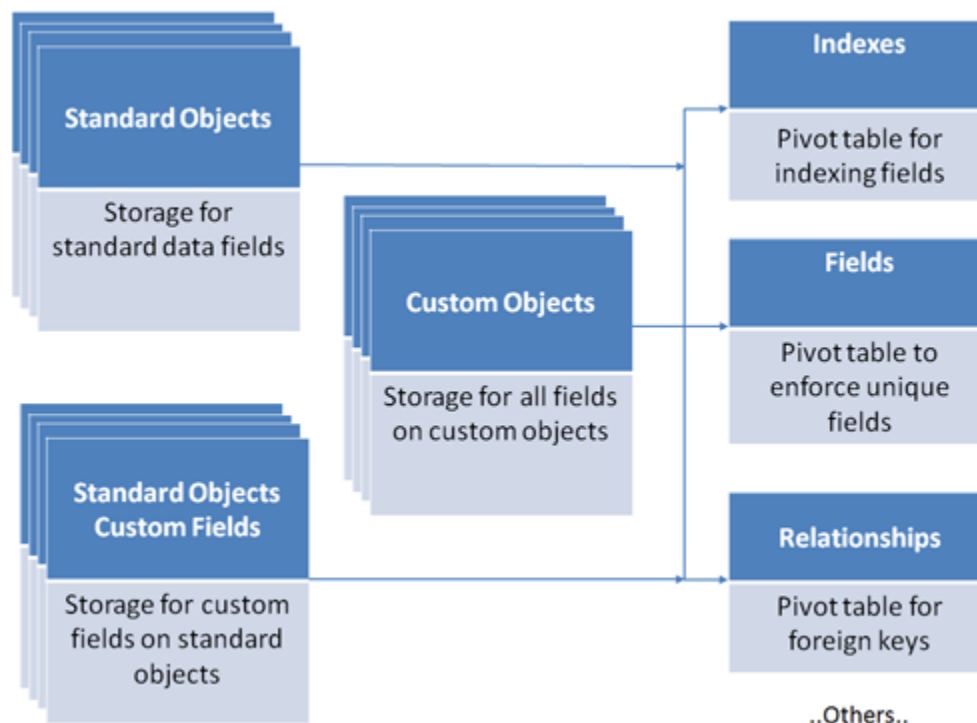 Standard Objects
Storage for
standard data fields
Custom Objects
Storage for all fields
on custom objects
Standard Objects
Custom Fields
Storage for custom
fields on standard
objects
Indexes
Pivot table for
indexing fields
Fields
Pivot table to
enforce unique
fields
Relationships
Pivot table for
foreign keys
..Others..